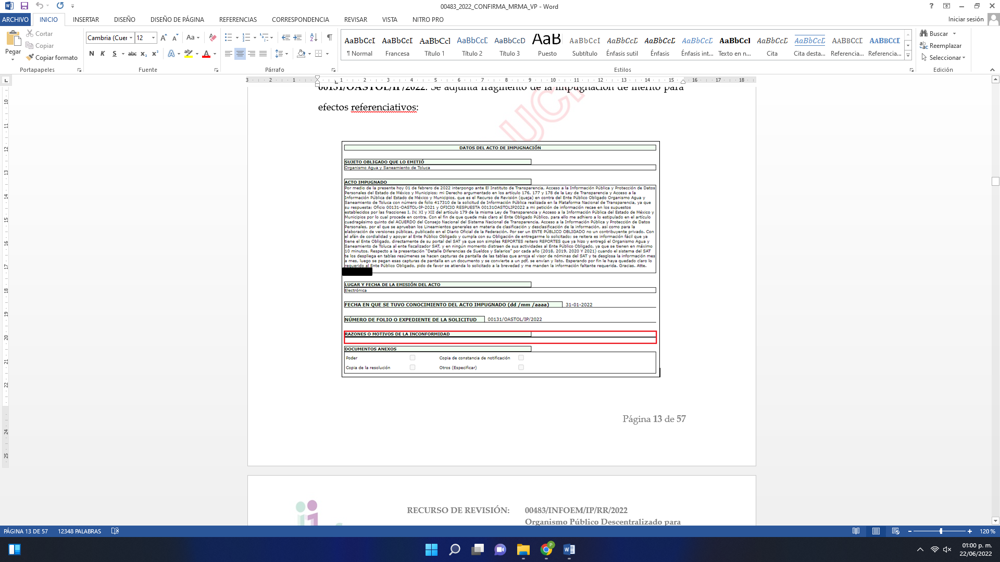 00483_2022_CONFIRMA_MRMA_VP - Word
ARCHIVO INICIO INSERTAR DISEÑO DISEÑO DE PÁGINA REFERENCIAS CORRESPONDENCIA REVISAR VISTA NITRO PRO Iniciar sesión
Pegar
Cortar
Copiar
Copiar formato
Portapapeles
Cambria (Cuer 12
Fuente
Párrafo
¶ Normal Francesa Título 1 Título 2 Título 3 Puesto Subtítulo Énfasis sutil Énfasis Énfasis int... Texto en n... Cita Cita desta... Referencia... Referencia...
Estilos
Buscar
Reemplazar
Seleccionar
Edición
00131/OASTOL/IP/2022. Se adjunta fragmento de la impugnación de mérito para
efectos referenciativos:
DATOS DEL ACTO DE IMPUGNACIÓN
SUJETO OBLIGADO QUE LO EMITIÓ
Organismo Agua y Saneamiento de Toluca
ACTO IMPUGNADO
Por medio de la presente hoy 01 de febrero de 2022 interpongo ante El Instituto de Transparencia, Acceso a la Información Pública y Protección de Datos
Personales del Estado de México y Municipios; mi Derecho argumentado en los artículo 176, 177 y 178 de la Ley de Transparencia y Acceso a la
Información Pública del Estado de México y Municipios, que es el Recurso de Revisión (queja) en contra del Ente Público Obligado Organismo Agua y
Saneamiento de Toluca con número de folio 417310 de la solicitud de Información Pública realizada en la Plataforma Nacional de Transparencia, ya que
su respuesta; Oficio 00131-OASTOL-IP-2021 y OFICIO RESPUESTA 00131OASTOLIP2022 a mi petición de información recae en los supuestos
establecidos por las fracciones I, IV, XI y XII del artículo 179 de la misma Ley de Transparencia y Acceso a la Información Pública del Estado de México y
Municipios por lo cual procede en contra. Con el fin de que quede más claro al Ente Obligado Público, para ello me adhiero a lo estipulado en el artículo
cuadragésimo quinto del ACUERDO del Consejo Nacional del Sistema Nacional de Transparencia, Acceso a la Información Pública y Protección de Datos
Personales, por el que se aprueban los Lineamientos generales en materia de clasificación y desclasificación de la información, así como para la
elaboración de versiones públicas, publicado en el Diario Oficial de la Federación. Por ser un ENTE PÚBLICO OBLIGADO no un contribuyente privado. Con
el afán de cordialidad y apoyar al Ente Público Obligado y cumpla con su Obligación de entregarme lo solicitado; se reitera es información fácil que ya
tiene el Ente Obligado, directamente de su portal del SAT ya que son simples REPORTES reitero REPORTES que ya hizo y entregó el Organismo Agua y
Saneamiento de Toluca al ente fiscalizador SAT, y en ningún momento distraen de sus actividades al Ente Público Obligado, ya que se tienen en máximo
10 minutos. Respecto a la presentación "Detalle Diferencias de Sueldos y Salarios" por cada año (2018, 2019, 2020 Y 2021) cuando el sistema del SAT
te los despliega en tablas resúmenes se hacen capturas de pantalla de las tablas que arroja el visor de nóminas del SAT y te desglosa la información mes
a mes, luego se pegan esas capturas de pantalla en un documento y se convierte a un pdf, se envían y listo. Esperando por fin le haya quedado claro lo
requerido al Ente Público Obligado, pido de favor se atienda lo solicitado a la brevedad y me manden la información faltante requerida. Gracias. Atte.
LUGAR Y FECHA DE LA EMISIÓN DEL ACTO
Electrónica
FECHA EN QUE SE TUVO CONOCIMIENTO DEL ACTO IMPUGNADO (dd /mm /aaaa) 31-01-2022
NÚMERO DE FOLIO O EXPEDIENTE DE LA SOLICITUD 00131/OASTOL/IP/2022
RAZONES O MOTIVOS DE LA INCONFORMIDAD
DOCUMENTOS ANEXOS
Poder Copia de constancia de notificación
Copia de la resolución Otros (Especificar)
Página 13 de 57
RECURSO DE REVISIÓN: 00483/INFOEM/IP/RR/2022
Organismo Público Descentralizado para
PÁGINA 13 DE 57 12348 PALABRAS 120 %
01:00 p. m.
22/06/2022